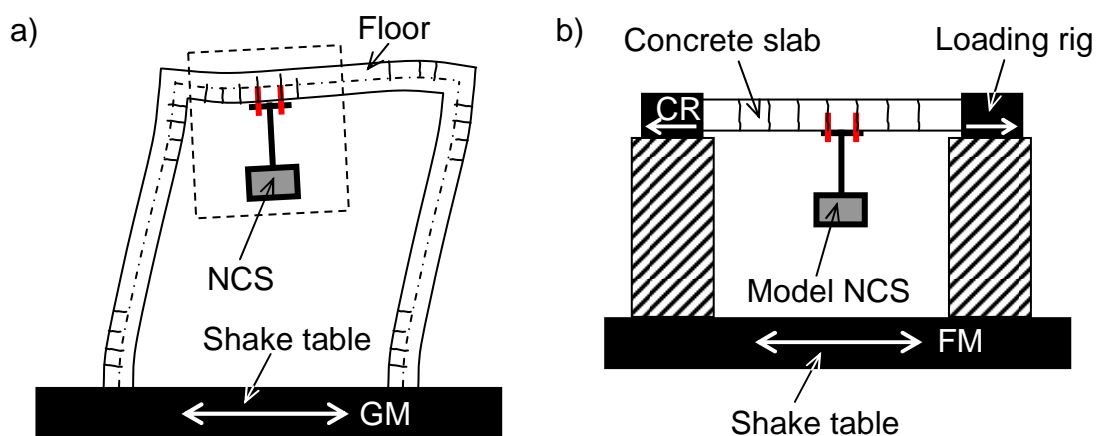 a)
Floor
NCS
Shake table
GM
b)
Concrete slab
Loading rig
CR
Model NCS
FM
Shake table